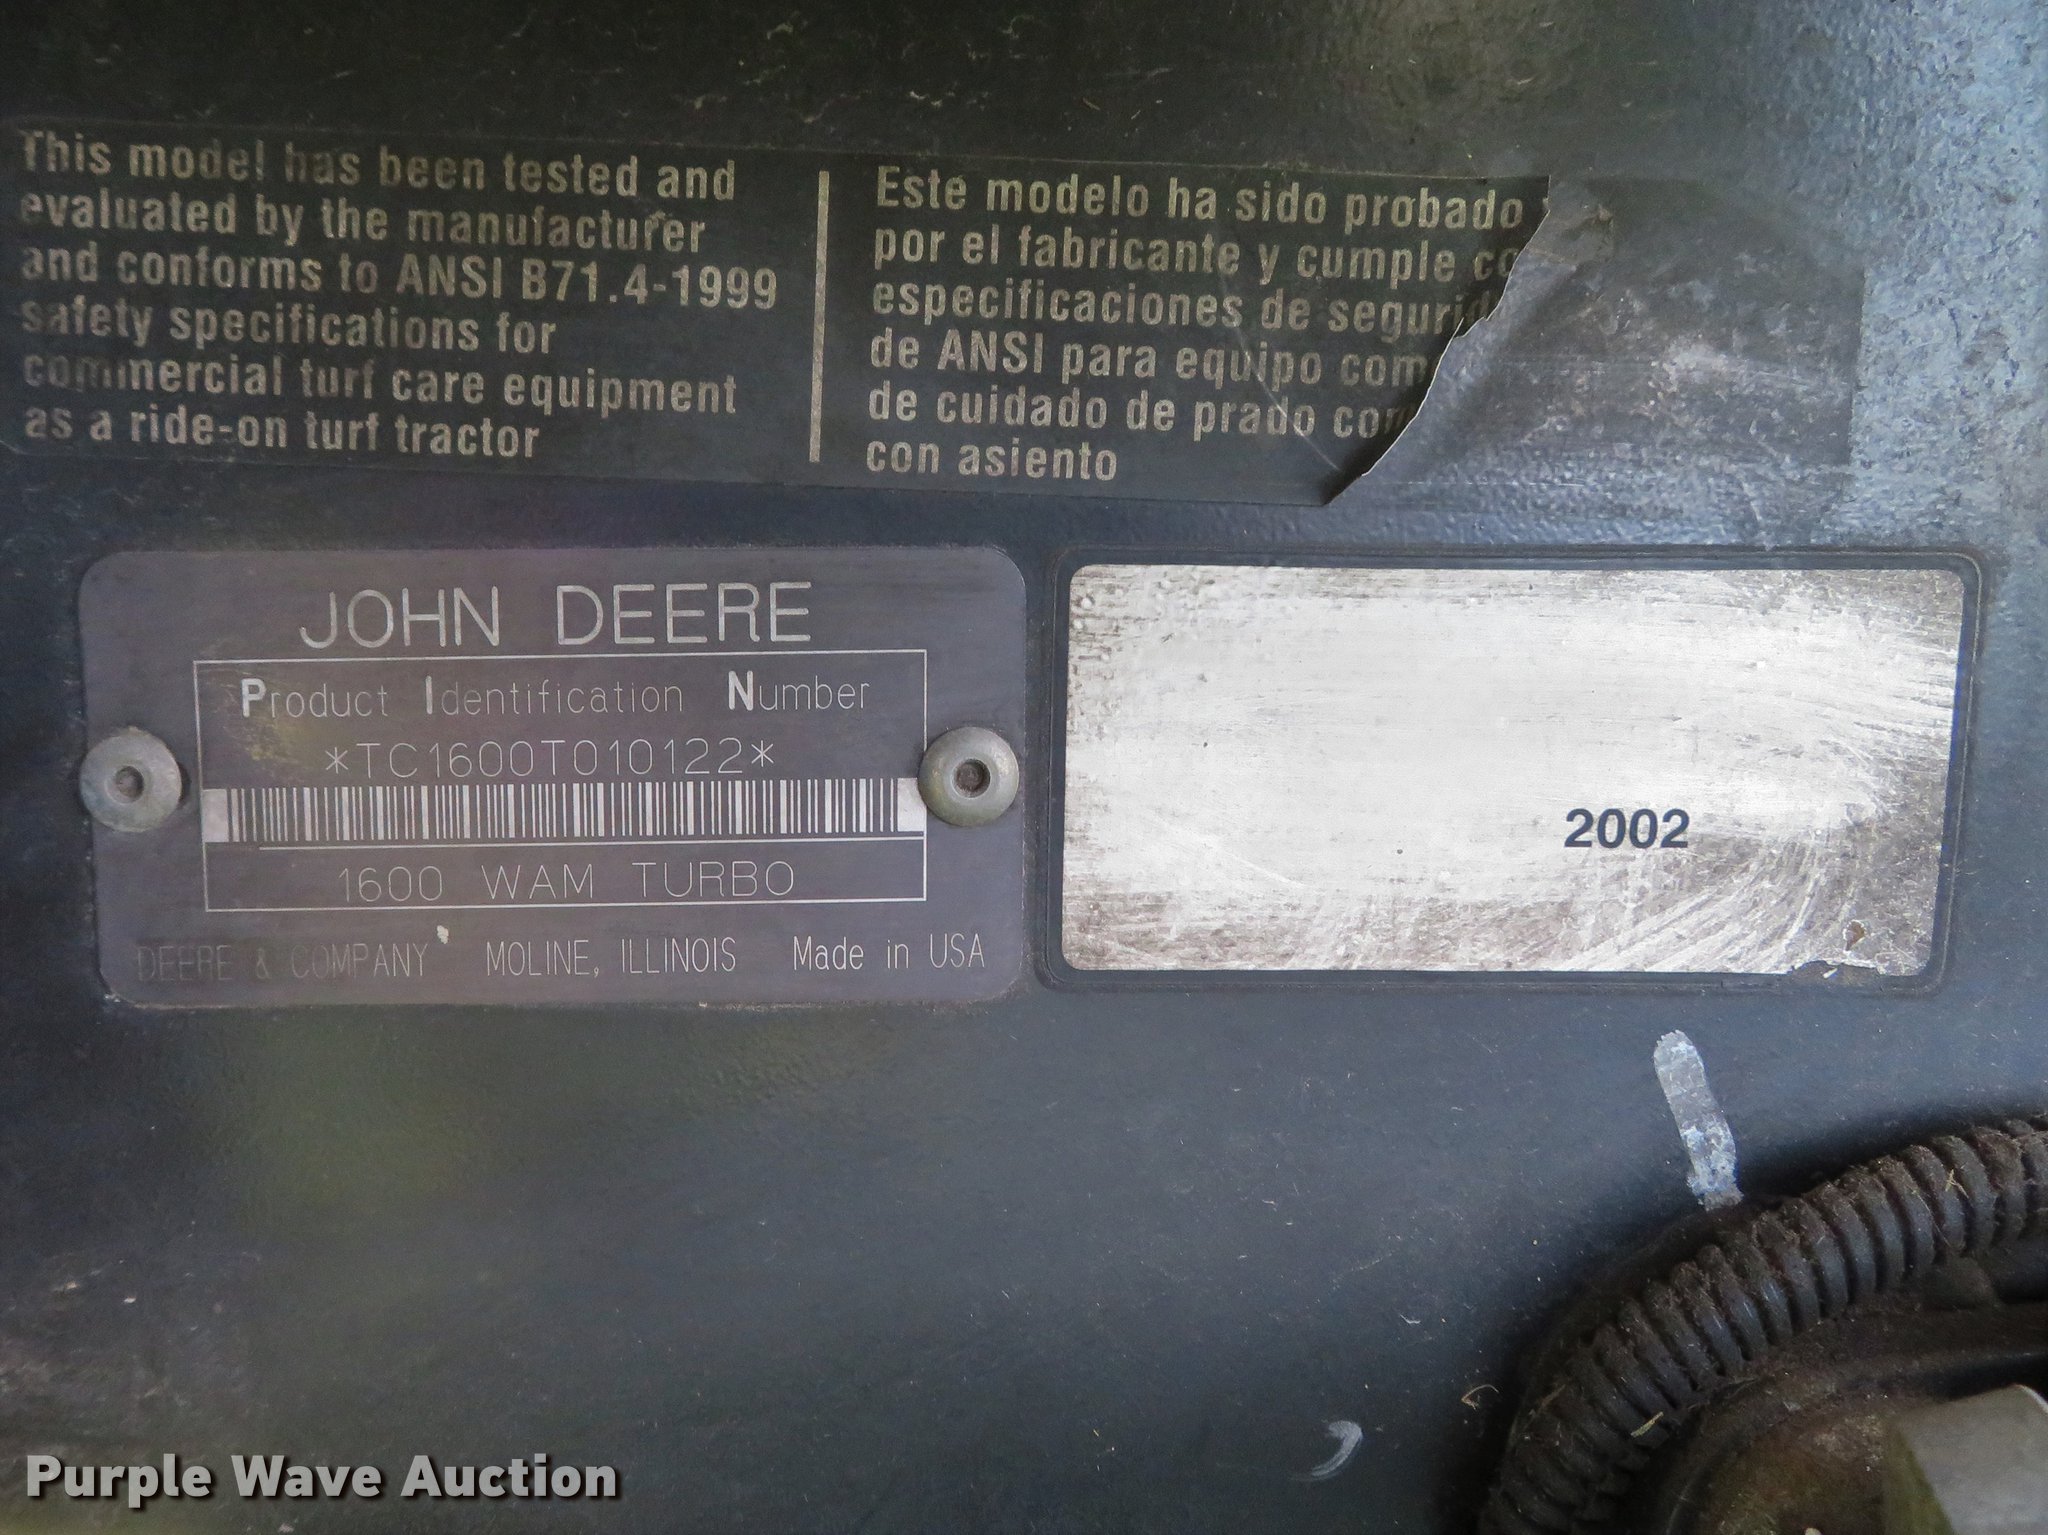 This model has been tested and
evaluated by the manufacturer
and conforms to ANSI B71.4-1999
safety specifications for
commercial turf care equipment
as a ride-on turf tractor
Este modelo ha sido probado
por el fabricante y cumple
especificaciones de
de ANSI para equipo
de cuidado de prado
con asiento
JOHN DEERE
Product Identification Number
*TC1600T010122*
1600 WAM TURBO
DEERE & COMPANY MOLINE, ILLINOIS Made in USA
2002
Purple Wave Auction